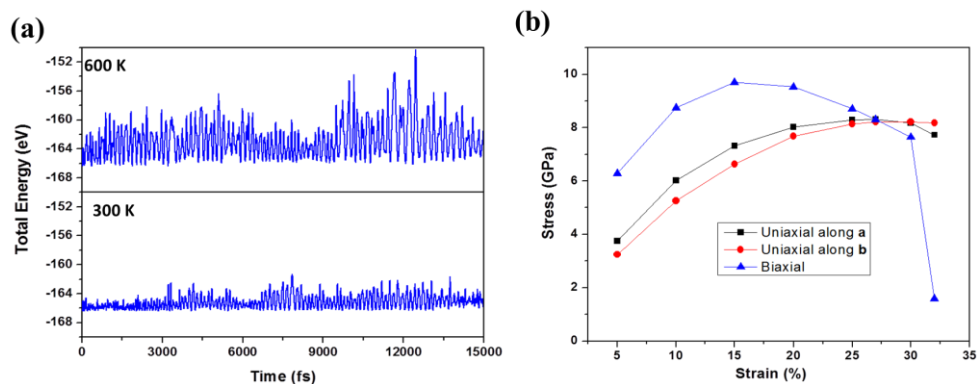 (a)
600 K
-152
-156
-160
-164
-168
300 K
-152
-156
-160
-164
-168
Total Energy (eV)
0 3000 6000 9000 12000 15000
Time (fs)
(b)
10
8
6
4
2
0
Stress (GPa)
Uniaxial along a
Uniaxial along b
Biaxial
5 10 15 20 25 30 35
Strain (%)